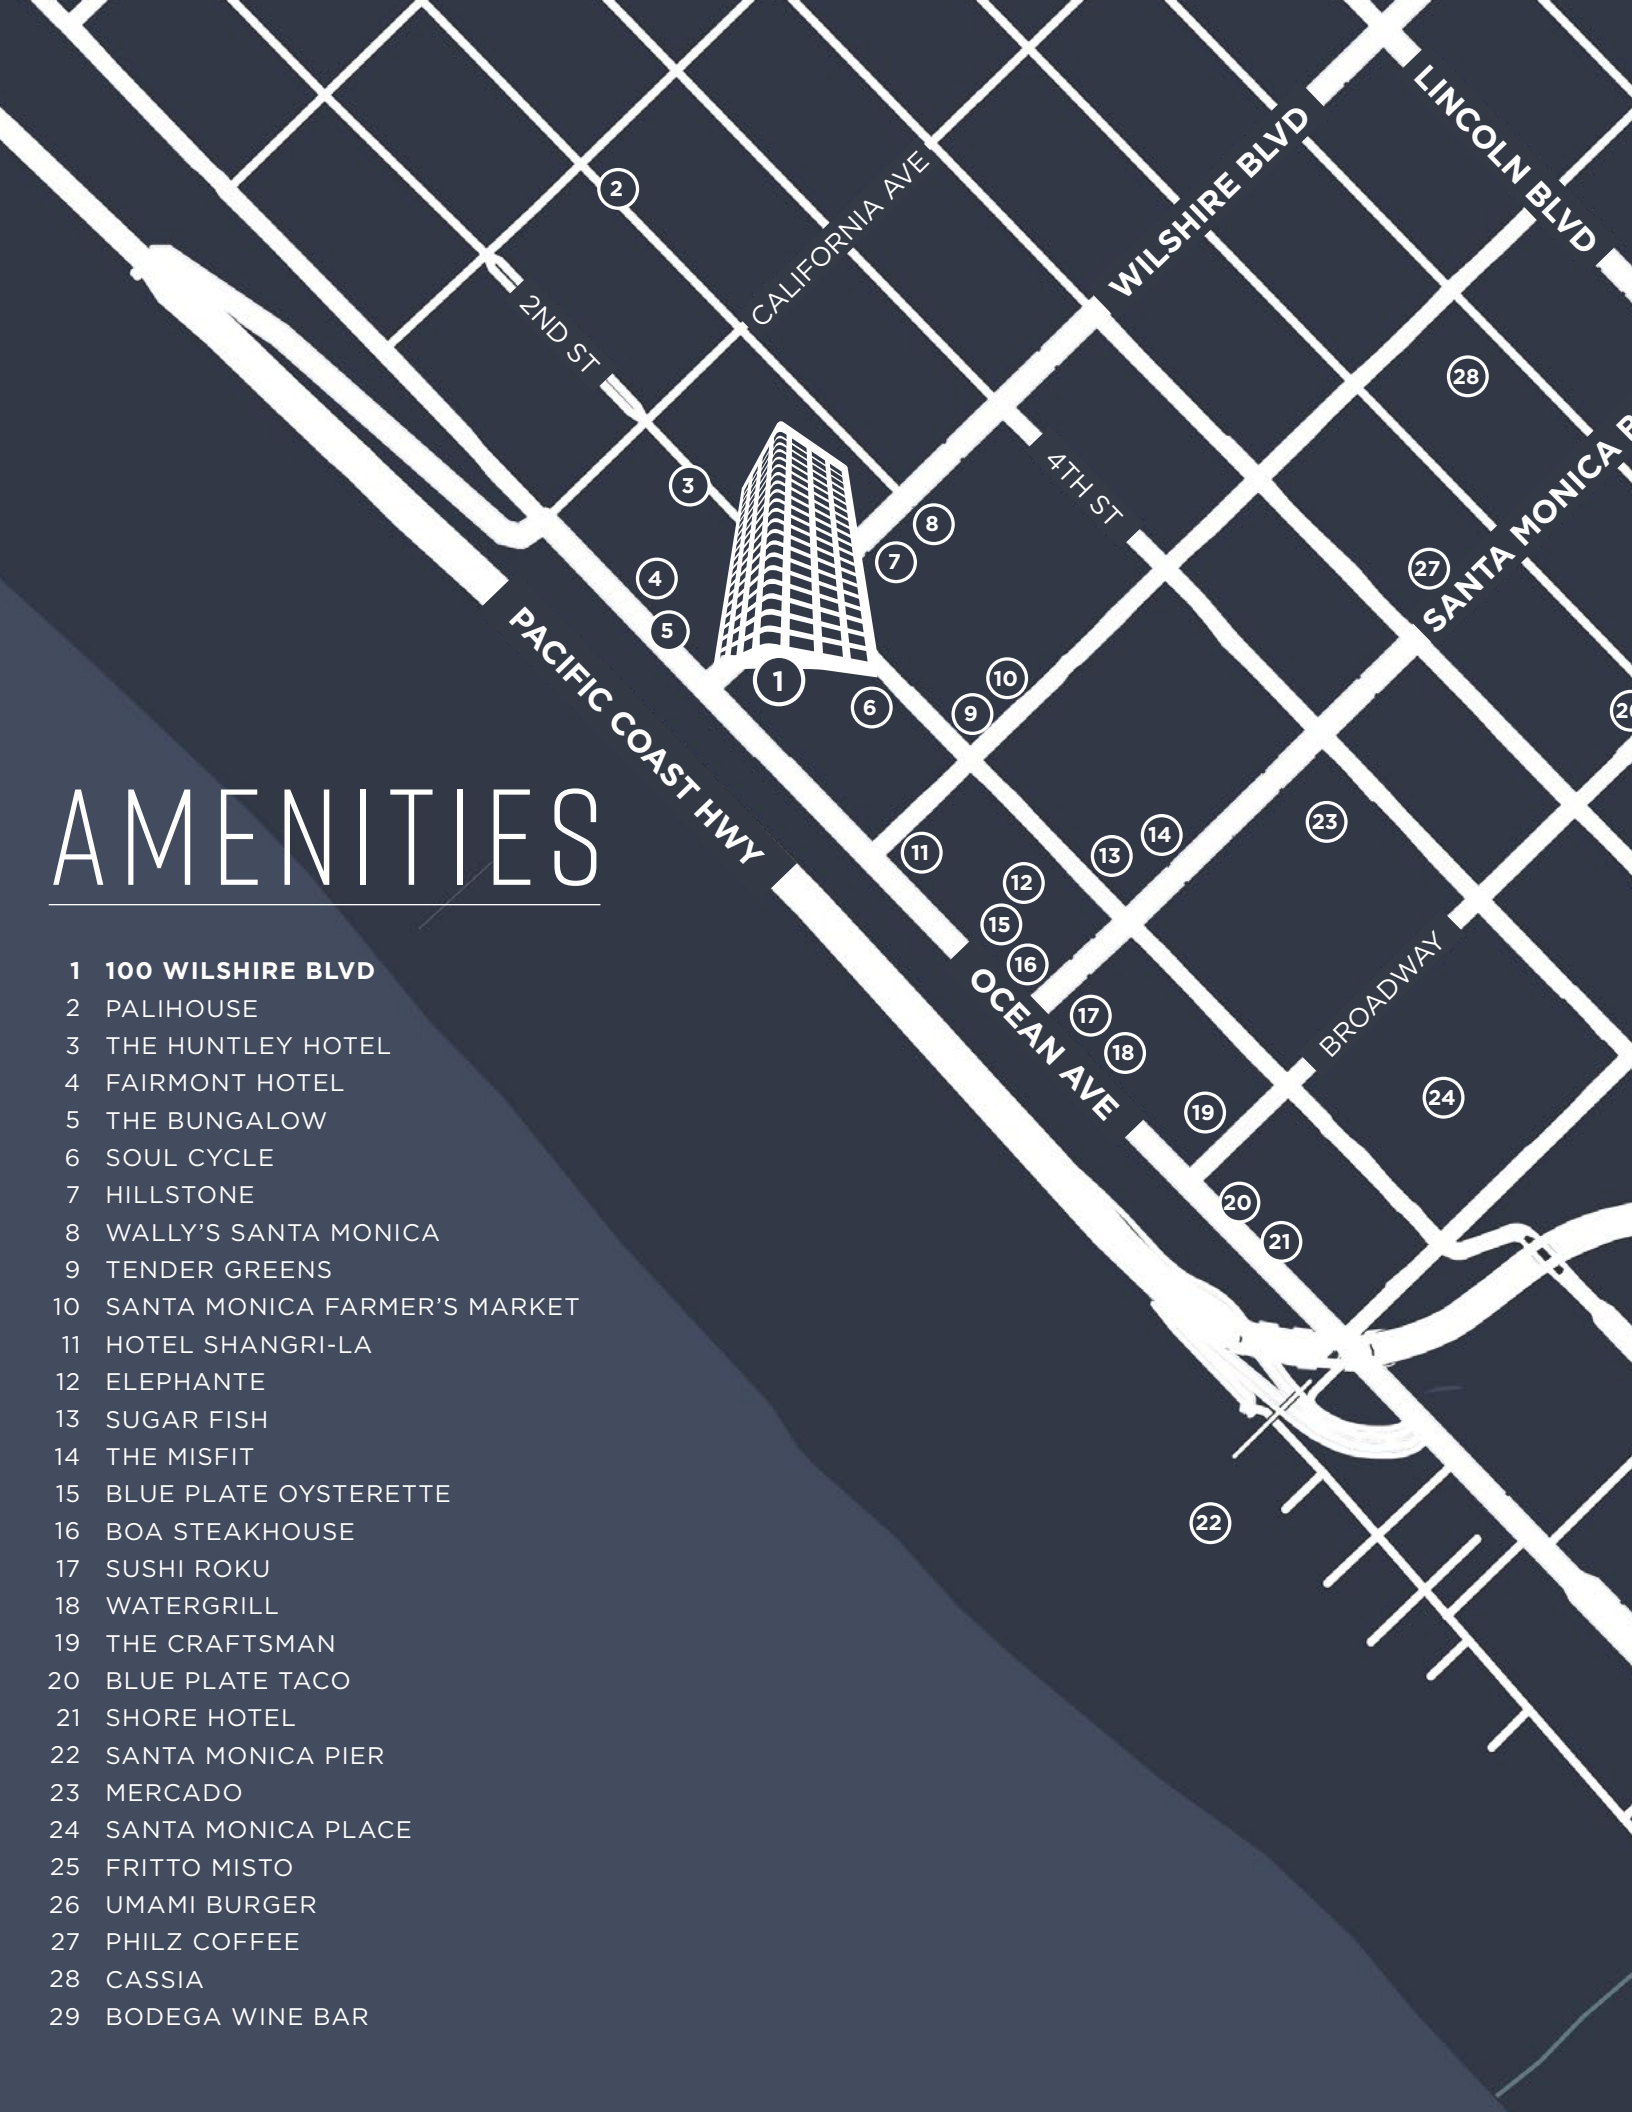 LINCOLN BLVD
WILSHIRE BLVD
2
CALIFORNIA AVE
2ND ST
28
4TH ST
SANTA MONICA
3
8
7
27
4
5
1
6
10
9
PACIFIC COAST HWY
23
14
13
11
12
15
16
OCEAN AVE
17
18
BROADWAY
19
24
20
21
22
AMENITIES
1 100 WILSHIRE BLVD
2 PALIHOUSE
3 THE HUNTLEY HOTEL
4 FAIRMONT HOTEL
5 THE BUNGALOW
6 SOUL CYCLE
7 HILLSTONE
8 WALLY’S SANTA MONICA
9 TENDER GREENS
10 SANTA MONICA FARMER’S MARKET
11 HOTEL SHANGRI-LA
12 ELEPHANTE
13 SUGAR FISH
14 THE MISFIT
15 BLUE PLATE OYSTERETTE
16 BOA STEAKHOUSE
17 SUSHI ROKU
18 WATERGRILL
19 THE CRAFTSMAN
20 BLUE PLATE TACO
21 SHORE HOTEL
22 SANTA MONICA PIER
23 MERCADO
24 SANTA MONICA PLACE
25 FRITTO MISTO
26 UMAMI BURGER
27 PHILZ COFFEE
28 CASSIA
29 BODEGA WINE BAR